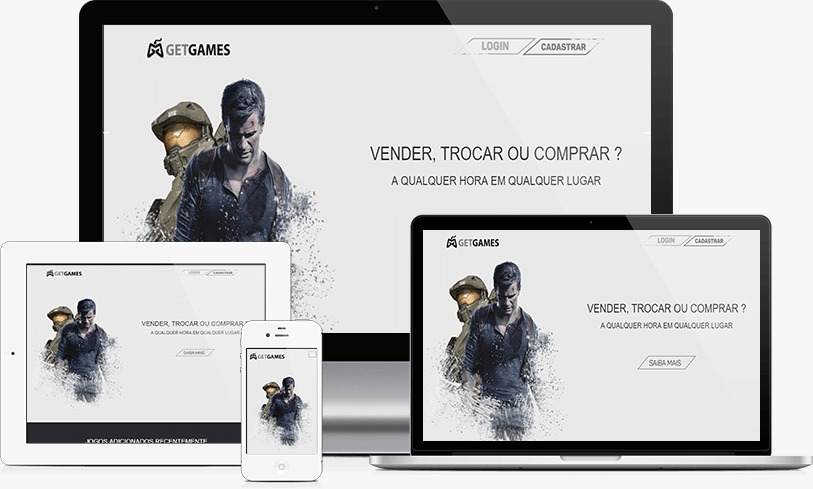 GETGAMES
LOGIN
CADASTRAR
VENDER, TROCAR OU COMPRAR ?
A QUALQUER HORA EM QUALQUER LUGAR
GETGAMES
LOGIN
CADASTRAR
VENDER, TROCAR OU COMPRAR ?
A QUALQUER HORA EM QUALQUER LUGAR
SAIBA MAIS
GETGAMES
LOGIN
CADASTRAR
VENDER, TROCAR OU COMPRAR
A QUALQUER HORA EM QUALQUER LUGAR
SAIBA MAIS
JOGOS ADICIONADOS RECENTEMENTE
GETGAMES